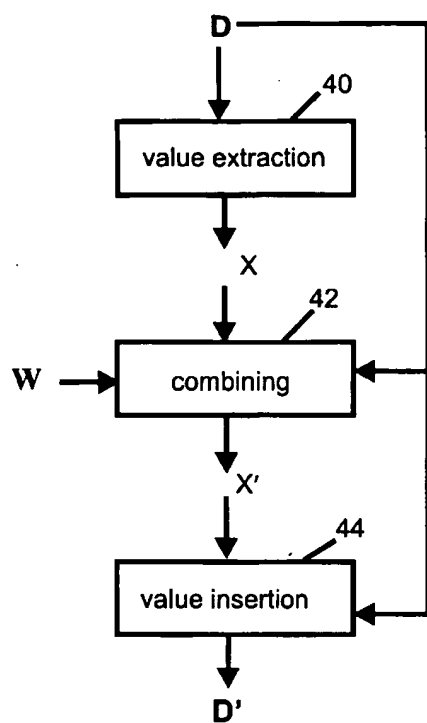 D
40
value extraction
X
42
W
combining
X'
44
value insertion
D'